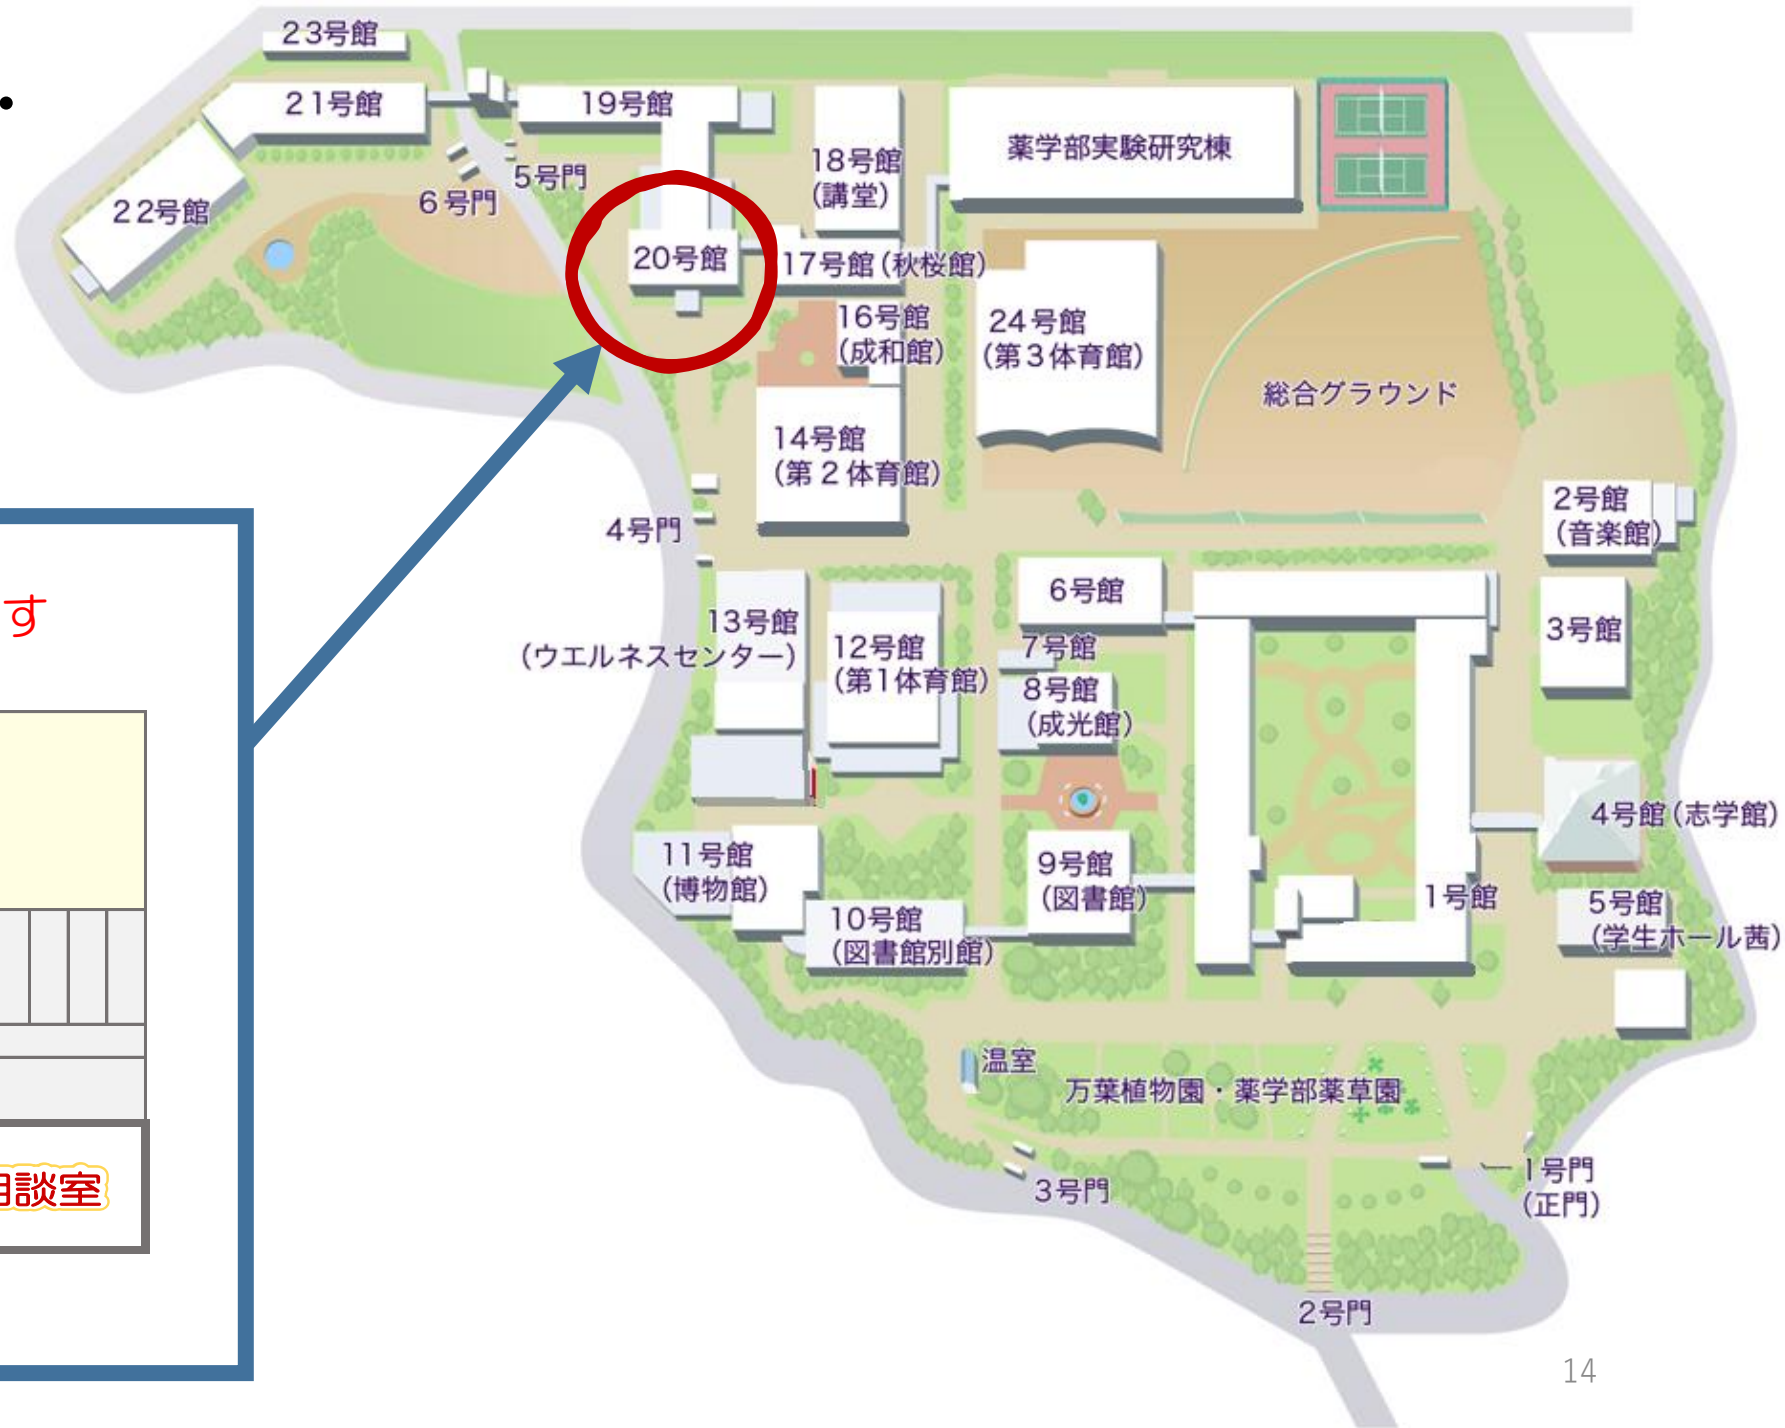 23号館
21号館
19号館
18号館
(講堂)
薬学部実験研究棟
5号門
6号門
22号館
20号館
17号館(秋桜館)
16号館
(成和館)
24号館
(第3体育館)
総合グラウンド
14号館
(第2体育館)
2号館
(音楽館)
4号門
6号館
す
13号館
(ウエルネスセンター)
12号館
(第1体育館)
7号館
8号館
(成光館)
3号館
4号館(志学館)
11号館
(博物館)
9号館
(図書館)
1号館
5号館
(学生ホール茜)
10号館
(図書館別館)
温室
万葉植物園・薬学部薬草園
談室
3号門
1号門
(正門)
2号門
14